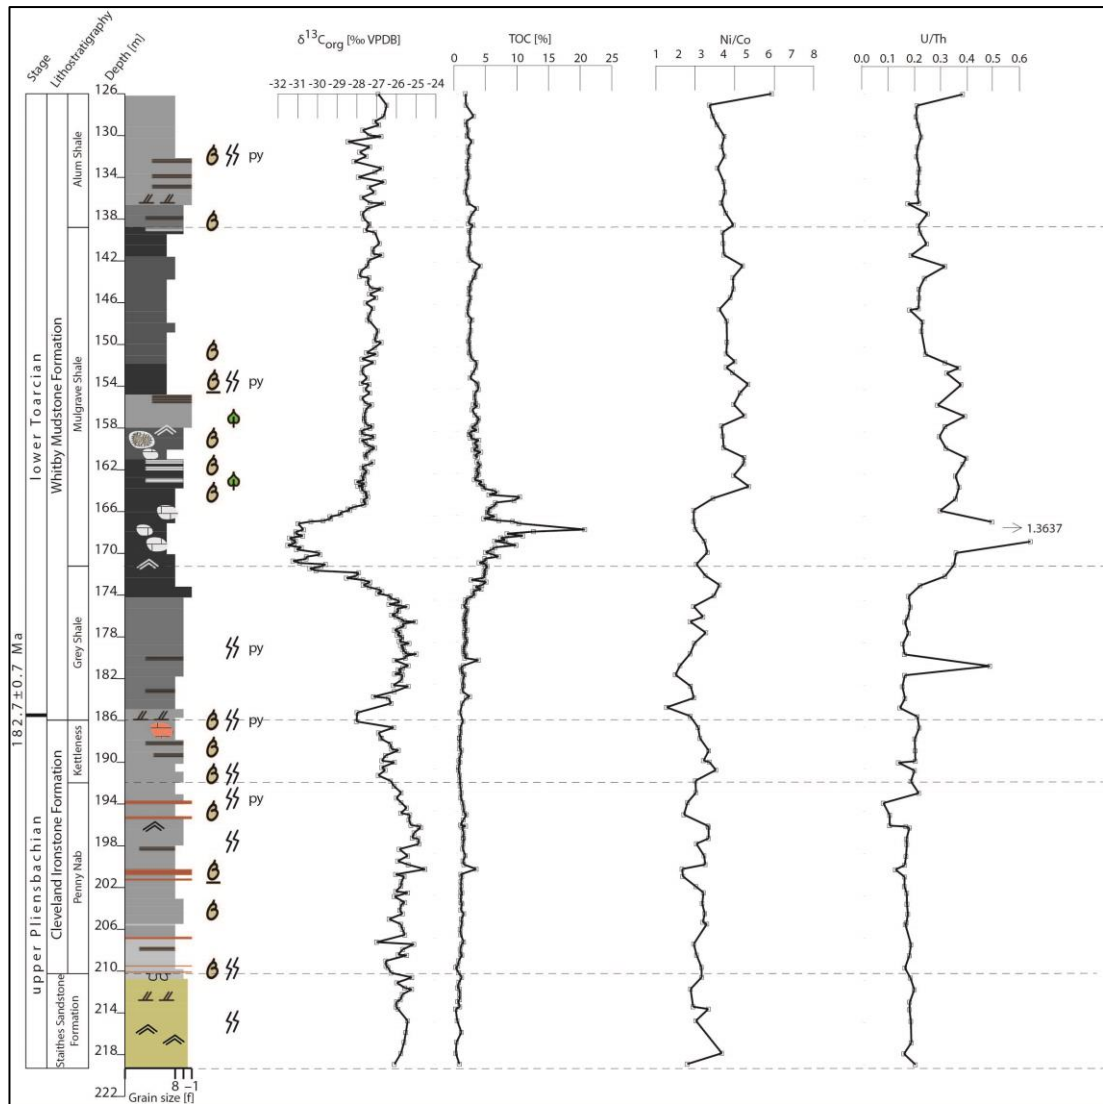 Stage
Lithostratigraphy
Depth [m]
δ¹³Corg [‰ VPDB]
-32 -31 -30 -29 -28 -27 -26 -25 -24
TOC [%]
0 5 10 15 20 25
Ni/Co
1 2 3 4 5 6 7 8
U/Th
0.0 0.1 0.2 0.3 0.4 0.5 0.6
126
130
134
138
142
146
150
154
158
162
166
170
174
178
182
186
190
194
198
202
206
210
214
218
222
lower Toarcian
upper Pliensbachian
182.7±0.7 Ma
Whitby Mudstone Formation
Cleveland Ironstone Formation
Staithes Sandstone
Formation
Alum Shale
Mulgrave Shale
Grey Shale
Kettleness
Penny Nab
py
py
py
py
py
1.3637
8 -1
Grain size [f]